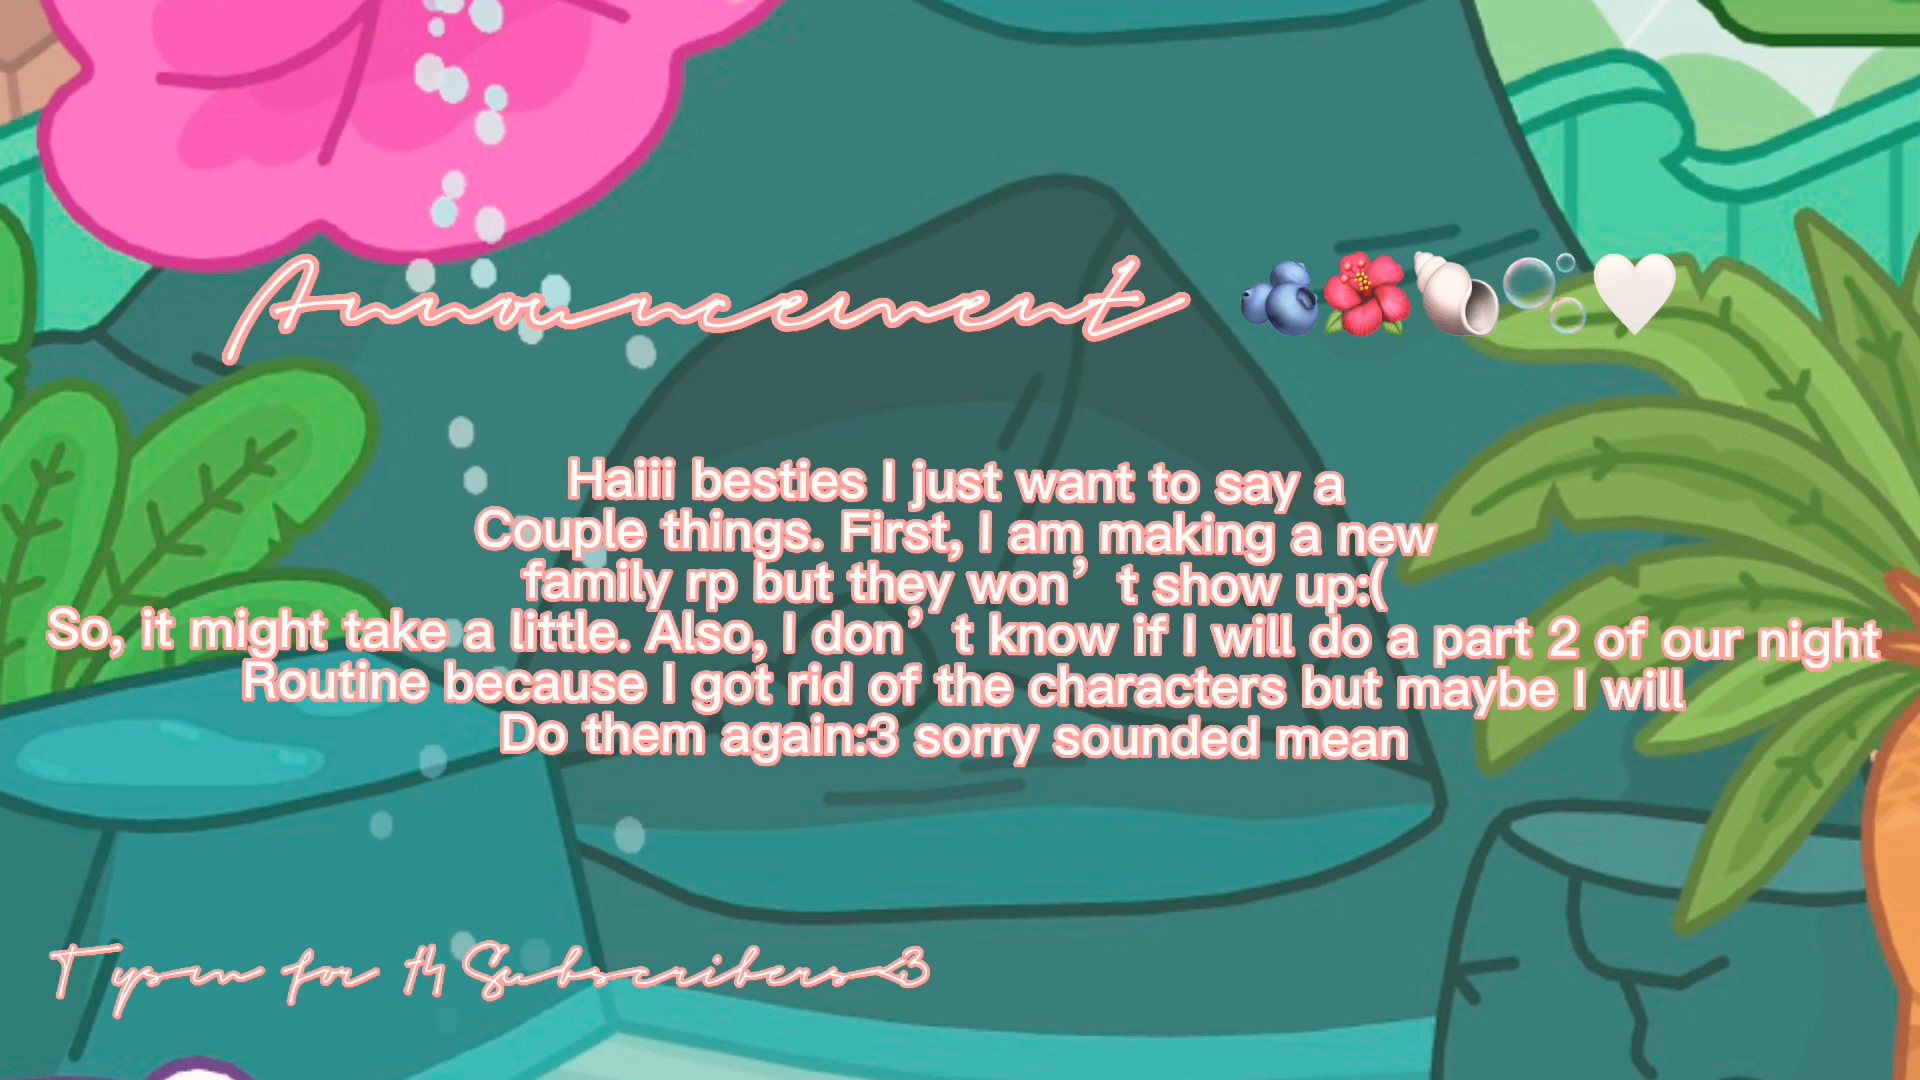 Announcement 🫐🌺🐚🫧🤍
Haiii besties I just want to say a
Couple things. First, I am making a new
family rp but they won’t show up:(
So, it might take a little. Also, I don’t know if I will do a part 2 of our night
Routine because I got rid of the characters but maybe I will
Do them again:3 sorry sounded mean
Tysm for 14 Subscribers<3